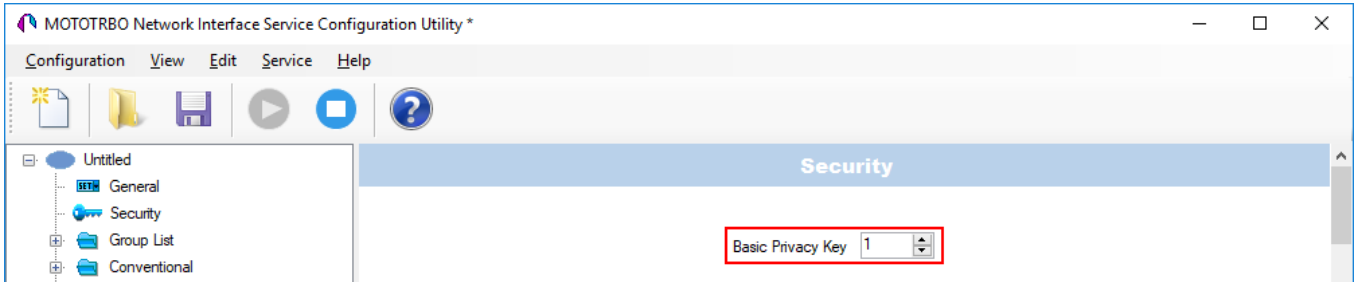 MOTOTRBO Network Interface Service Configuration Utility *
Configuration View Edit Service Help
Untitled
Security
SET
General
Security
Basic Privacy Key 1
Group List
Conventional